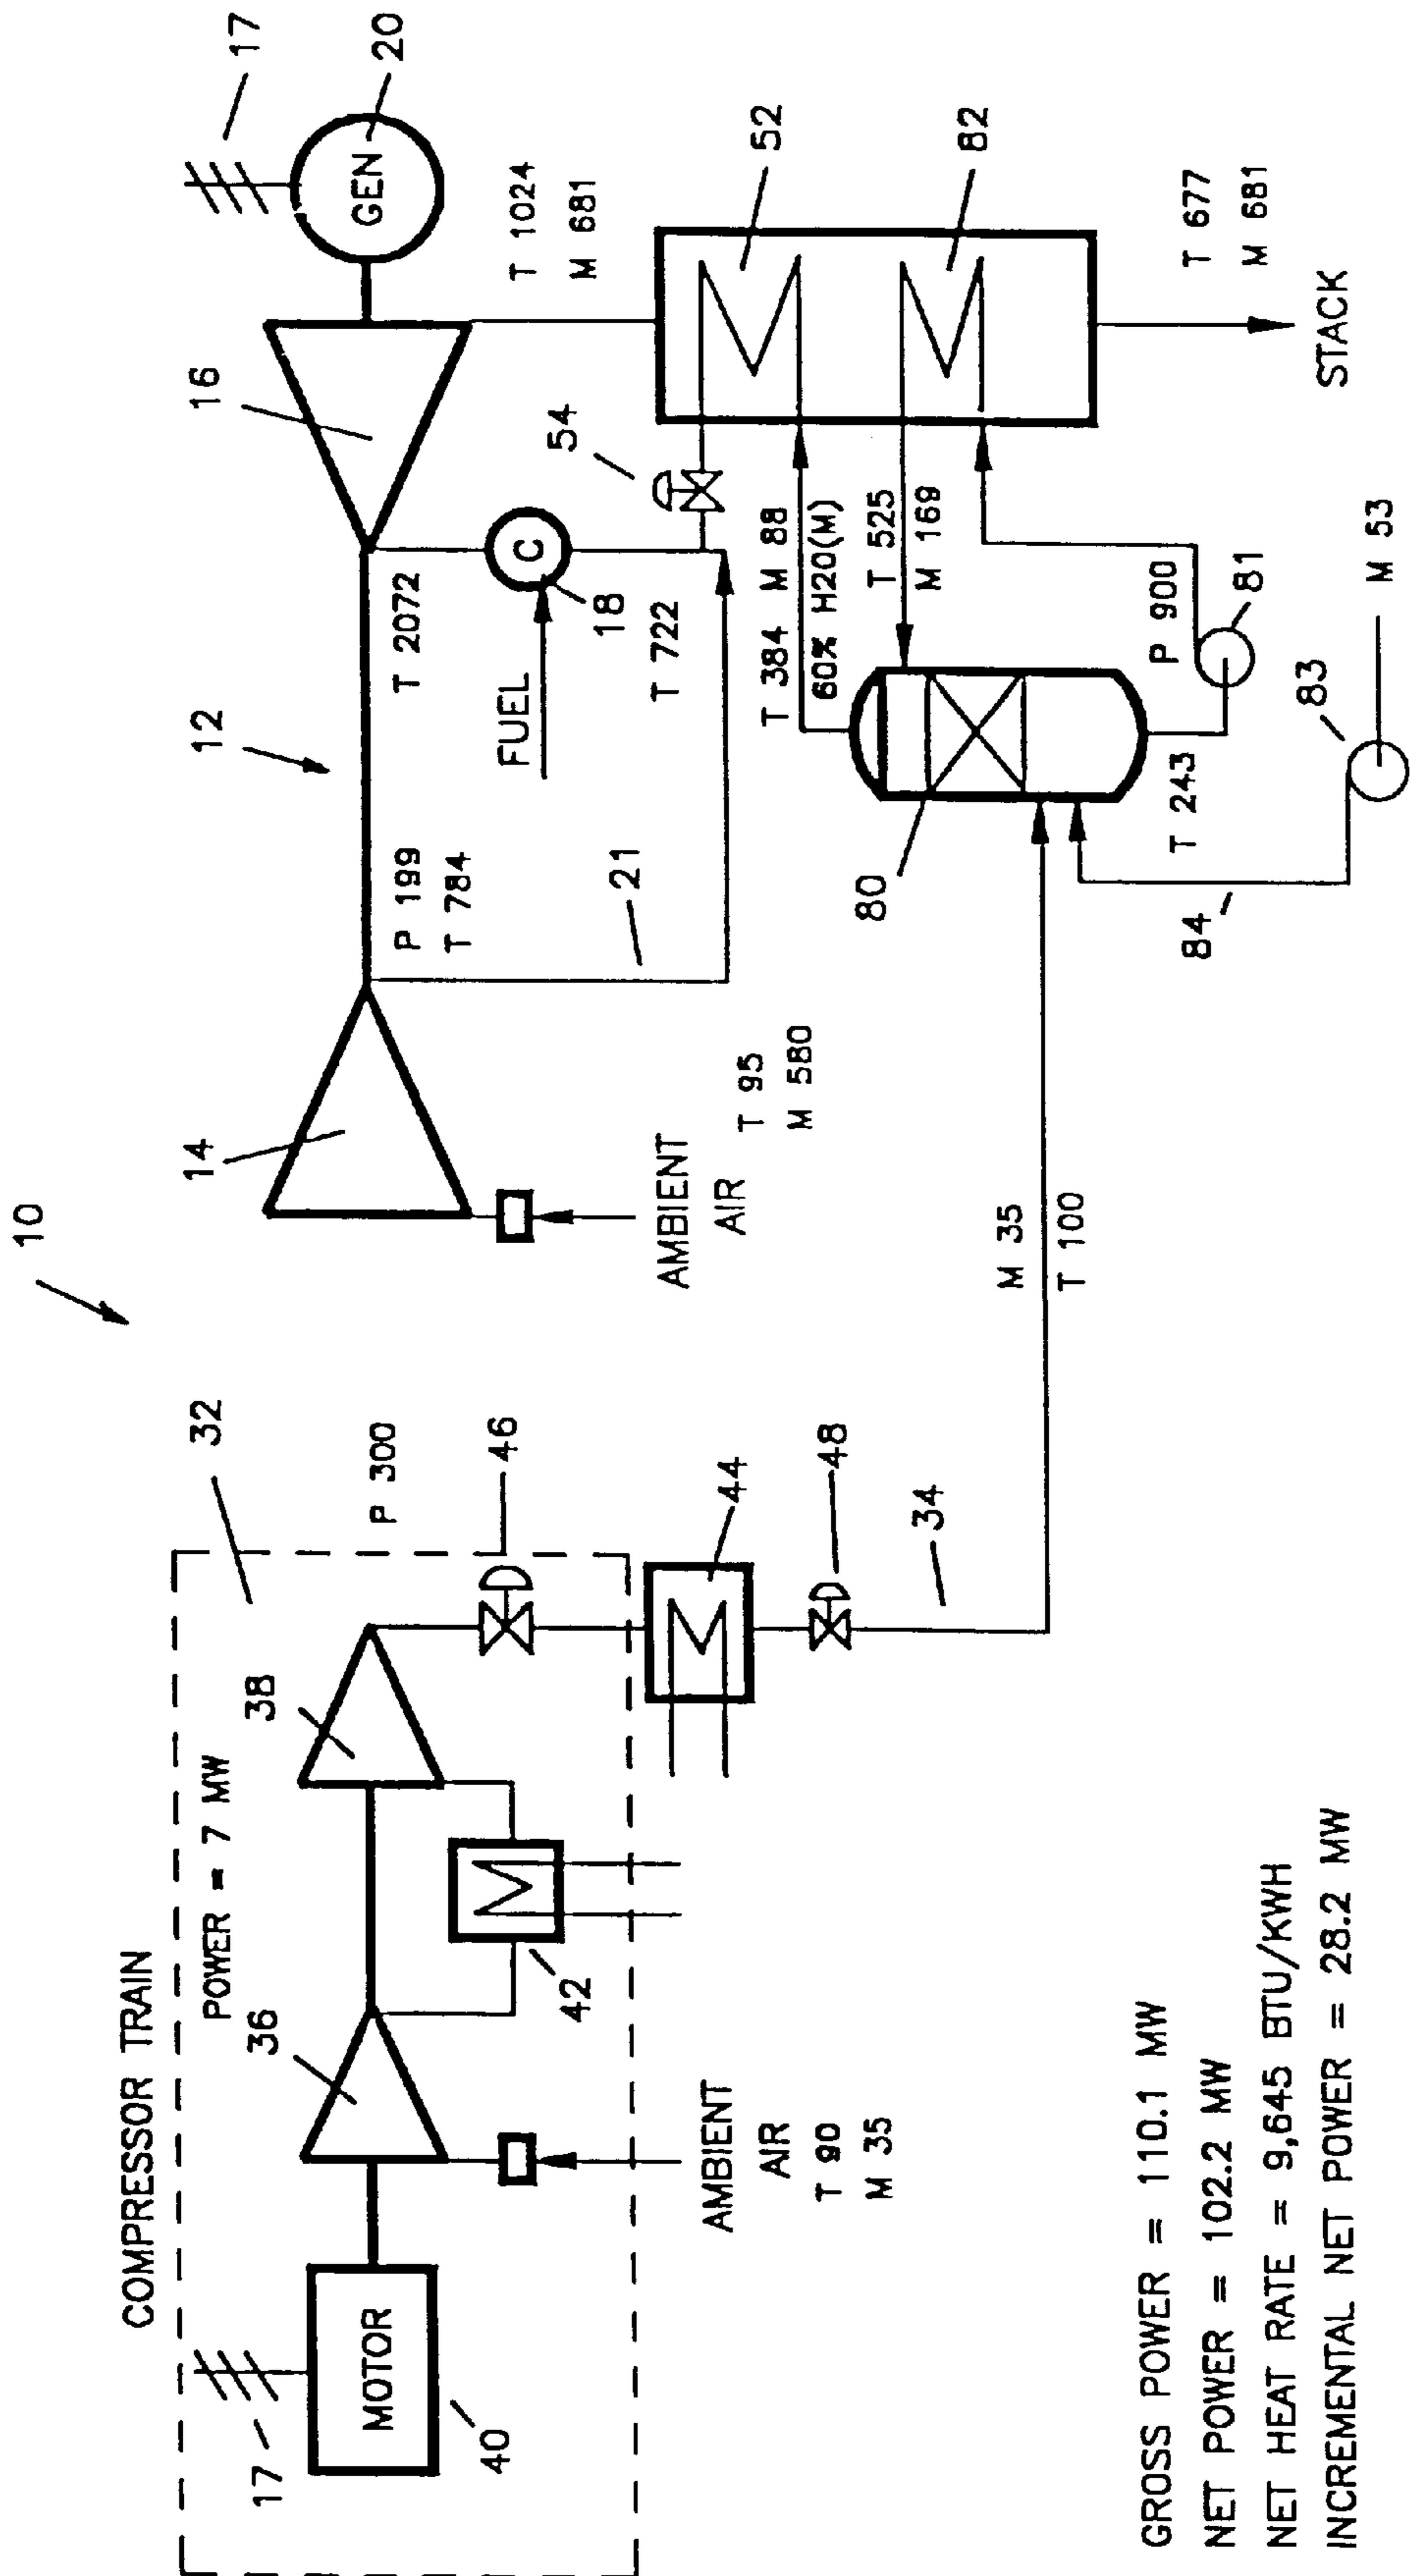 10
COMPRESSOR TRAIN
32
POWER = 7 MW
P 300
17
MOTOR
40
36
38
42
46
44
48
34
AMBIENT
AIR
T 90
M 35
M 35
T 100
12
14
16
17
GEN
20
P 199
T 784
T 2072
T 1024
M 681
21
FUEL
C
18
T 722
54
52
82
AMBIENT
AIR
T 95
M 580
T 384 M 88
60% H20(M)
T 525
M 169
80
T 243
P 900
81
83
84
M 53
T 677
M 681
STACK
GROSS POWER = 110.1 MW
NET POWER = 102.2 MW
NET HEAT RATE = 9,645 BTU/KWH
INCREMENTAL NET POWER = 28.2 MW